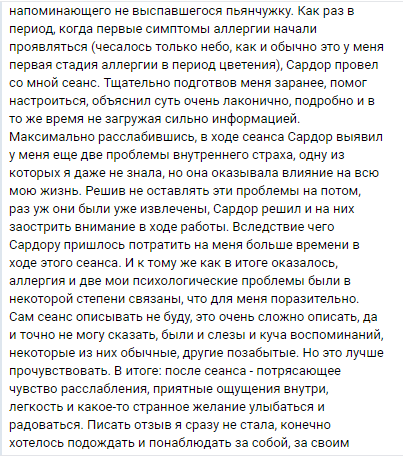 напоминающего не выспавшегося пьянчужку. Как раз в
период, когда первые симптомы аллергии начали
проявляться (чесалось только небо, как и обычно это у меня
первая стадия аллергии в период цветения), Сардор провел
со мной сеанс. Тщательно подготвов меня заранее, помог
настроиться, объяснил суть очень лаконично, подробно и в
то же время не загружая сильно информацией.
Максимально расслабившись, в ходе сеанса Сардор выявил
у меня еще две проблемы внутреннего страха, одну из
которых я даже не знала, но она оказывала влияние на всю
мою жизнь. Решив не оставлять эти проблемы на потом,
раз уж они были уже извлечены, Сардор решил и на них
заострить внимание в ходе работы. Вследствие чего
Сардору пришлось потратить на меня больше времени в
ходе этого сеанса. И к тому же как в итоге оказалось,
аллергия и две мои психологические проблемы были в
некоторой степени связаны, что для меня поразительно.
Сам сеанс описывать не буду, это очень сложно описать, да
и точно не могу сказать, были и слезы и куча воспоминаний,
некоторые из них обычные, другие позабытые. Но это лучше
прочувствовать. В итоге: после сеанса - потрясающее
чувство расслабления, приятные ощущения внутри,
легкость и какое-то странное желание улыбаться и
радоваться. Писать отзыв я сразу не стала, конечно
хотелось подождать и понаблюдать за собой, за своим